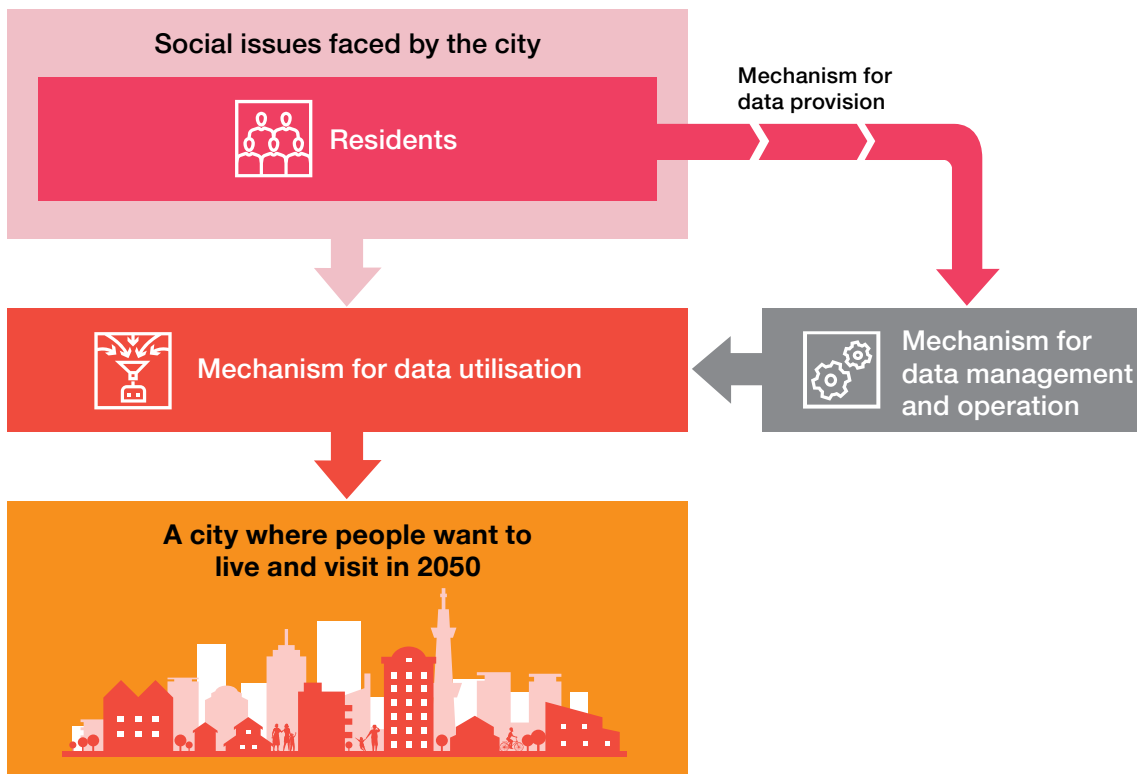 Social issues faced by the city
Residents
Mechanism for
data provision
Mechanism for data utilisation
Mechanism for
data management
and operation
A city where people want to
live and visit in 2050